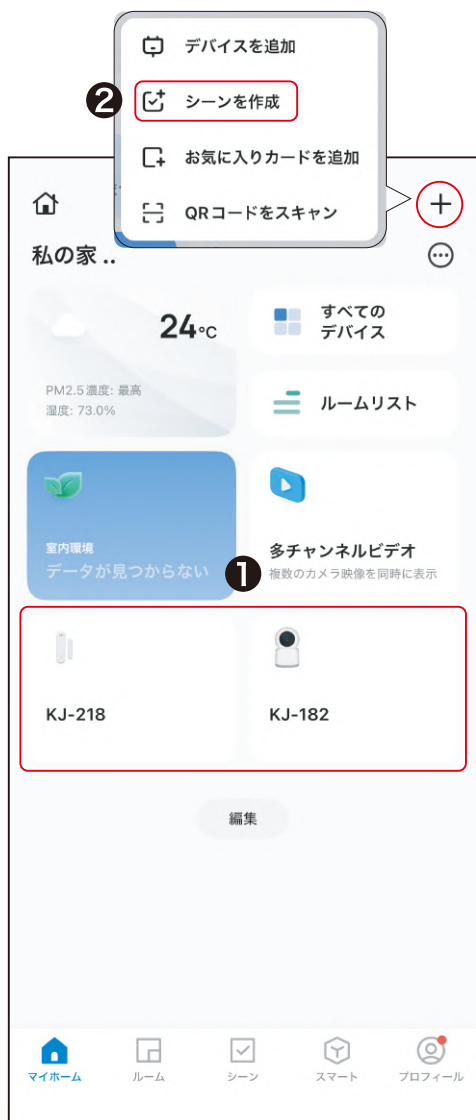 デバイスを追加
❷ シーンを作成
お気に入りカードを追加
QRコードをスキャン
私の家 ..
24℃
すべての
デバイス
PM2.5濃度: 最高
湿度: 73.0%
ルームリスト
室内環境
データが見つからない
❶
多チャンネルビデオ
複数のカメラ映像を同時に表示
KJ-218
KJ-182
編集
マイホーム
ルーム
シーン
スマート
プロフィール